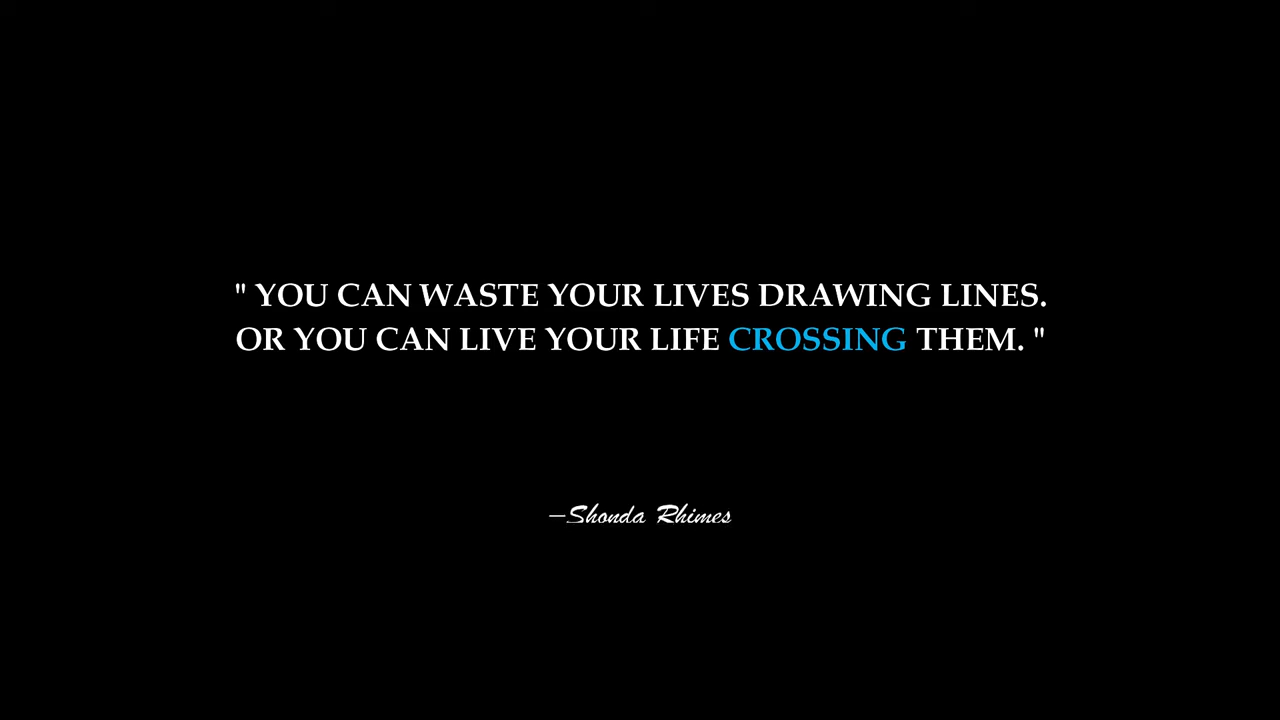 " YOU CAN WASTE YOUR LIVES DRAWING LINES.
OR YOU CAN LIVE YOUR LIFE CROSSING THEM. "
–Shonda Rhimes